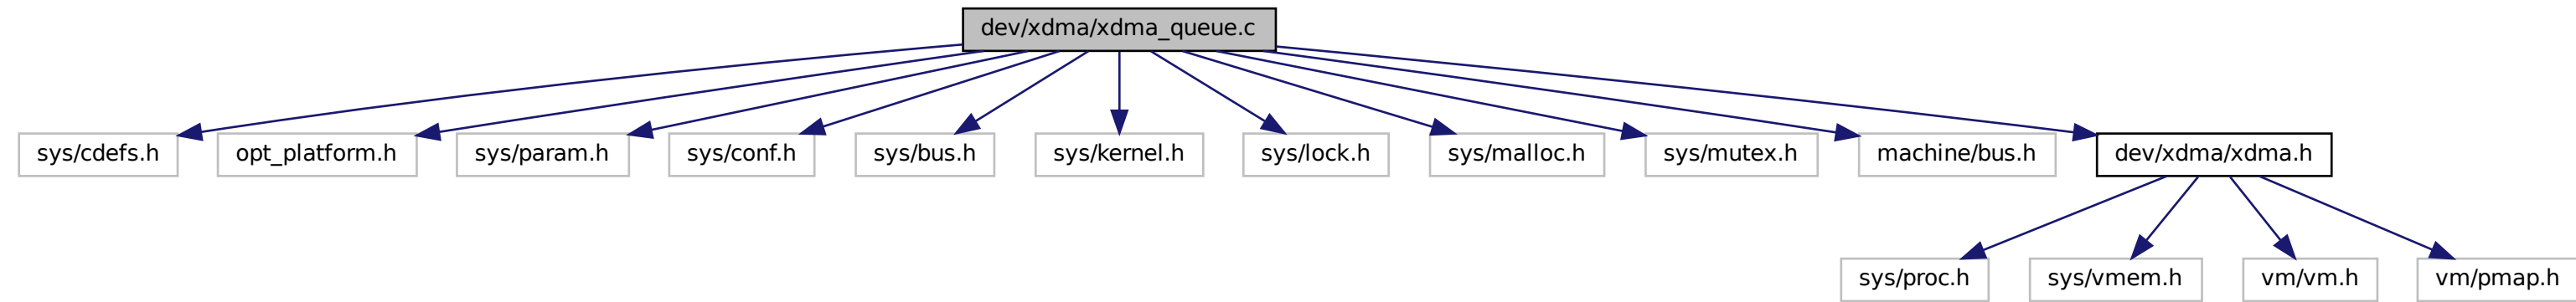 dev/xdma/xdma_queue.c
sys/cdefs.h
opt_platform.h
sys/param.h
sys/conf.h
sys/bus.h
sys/kernel.h
sys/lock.h
sys/malloc.h
sys/mutex.h
machine/bus.h
dev/xdma/xdma.h
sys/proc.h
sys/vmem.h
vm/vm.h
vm/pmap.h